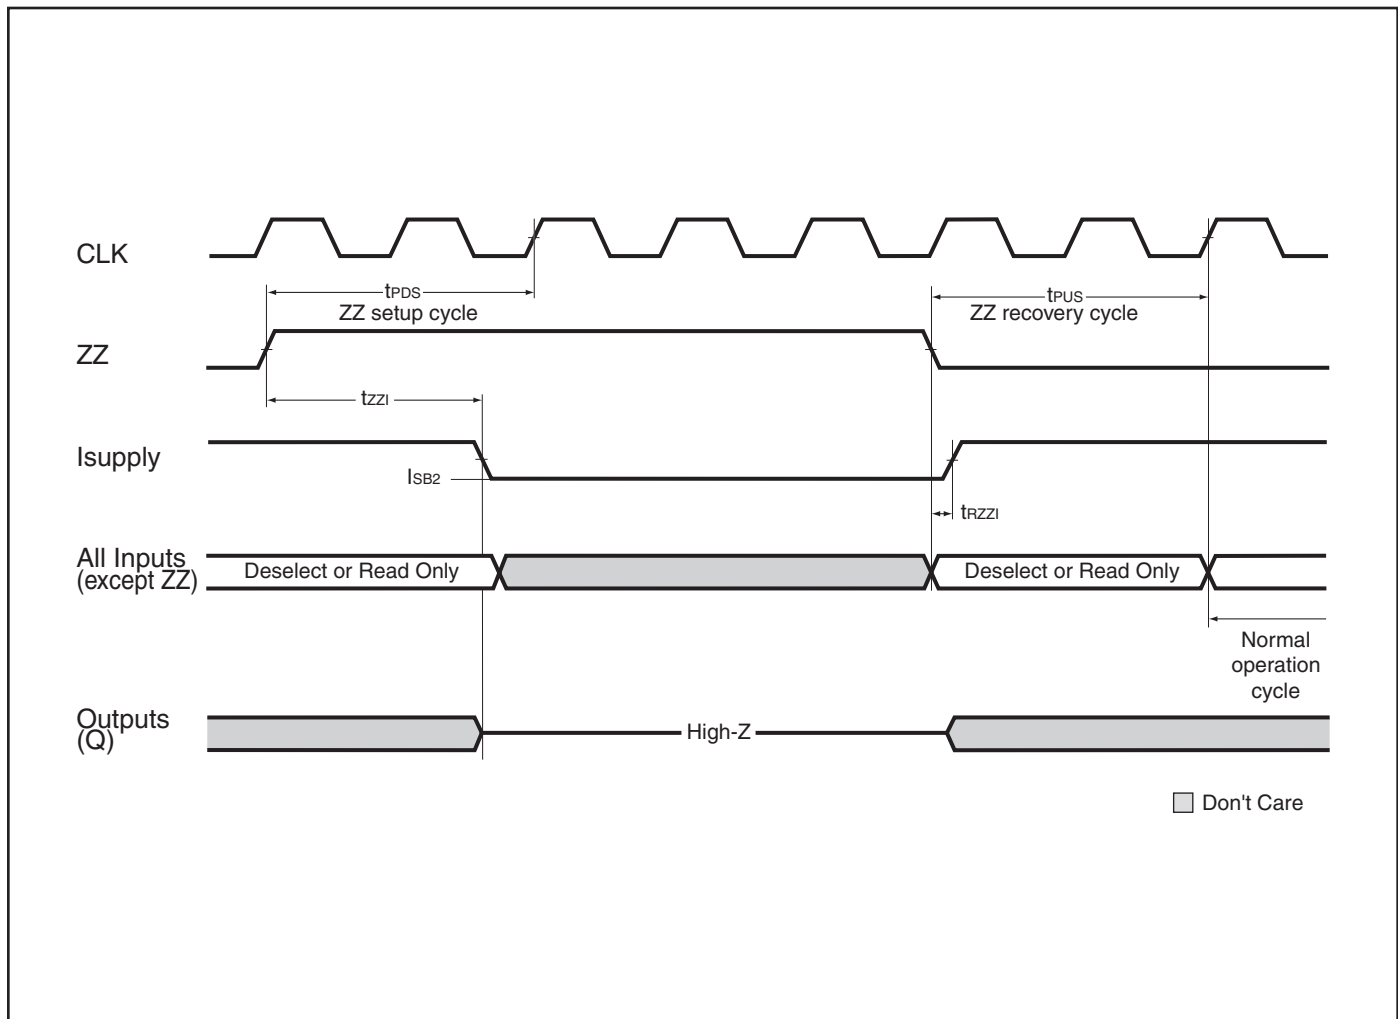 CLK
tPDS
ZZ setup cycle
tPUS
ZZ recovery cycle
ZZ
tZZI
Isupply
ISB2
tRZZI
All Inputs
(except ZZ)
Deselect or Read Only
Deselect or Read Only
Normal
operation
cycle
Outputs
(Q)
High-Z
Don't Care